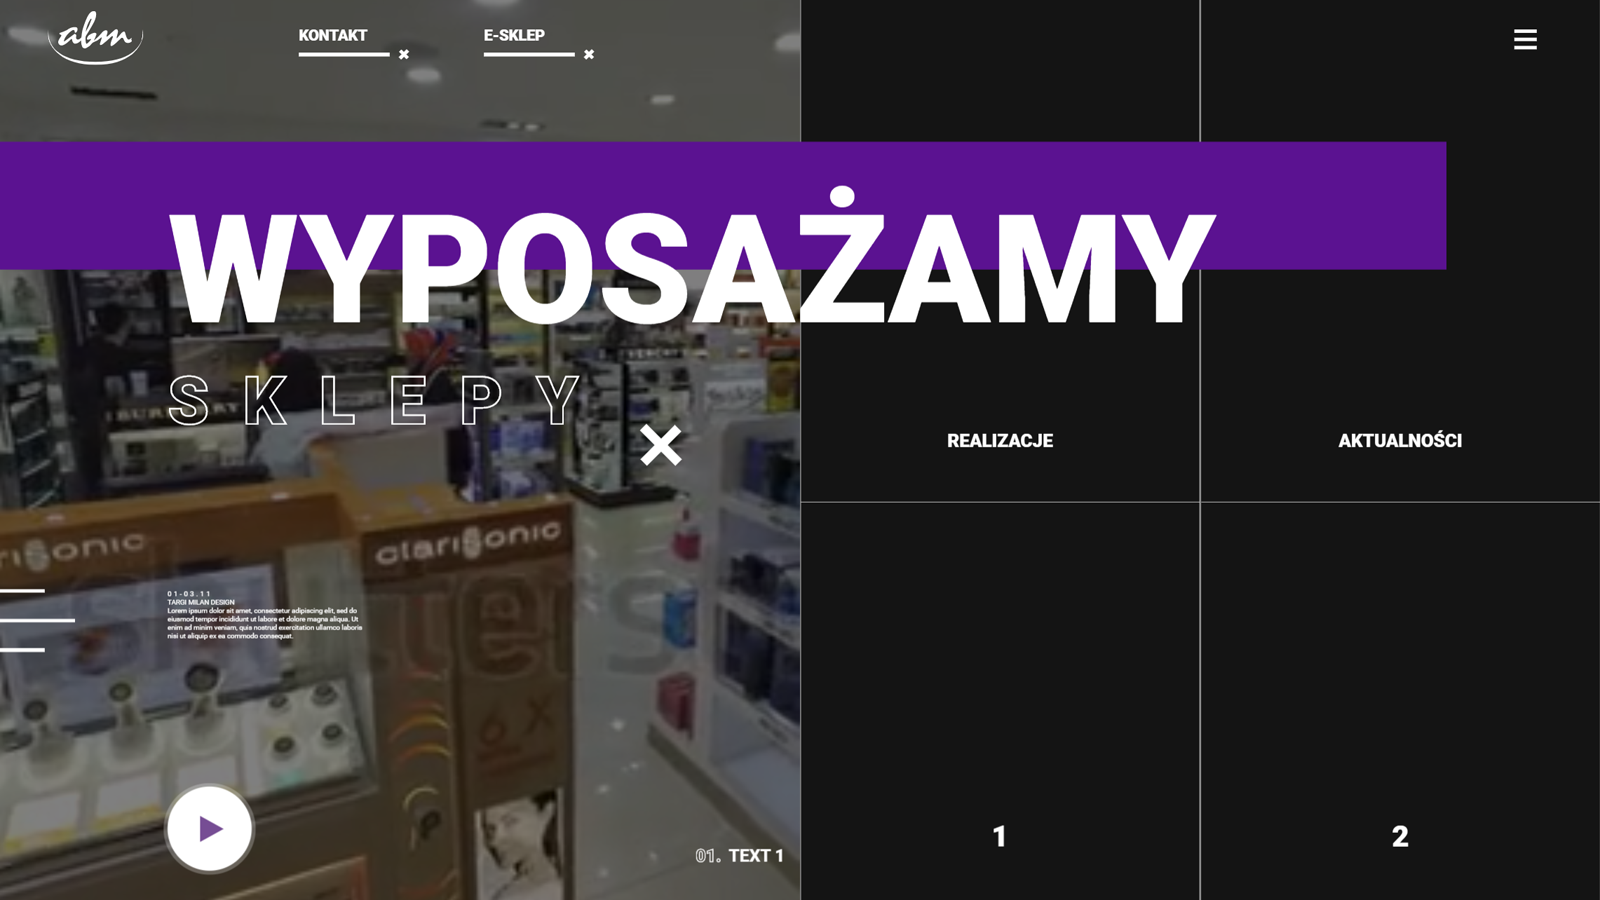 abm
KONTAKT
E-SKLEP
WYPOSAŻAMY
SKLEPY
REALIZACJE
AKTUALNOŚCI
clarisonic
01-03.11
TARGI MILAN DESIGN
Lorem ipsum dolor sit amet, consectetur adipiscing elit, sed do
eiusmod tempor incididunt ut labore et dolore magna aliqua. Ut
enim ad minim veniam, quis nostrud exercitation ullamco laboris
nisi ut aliquip ex ea commodo consequat.
6 X
01. TEXT 1
1
2